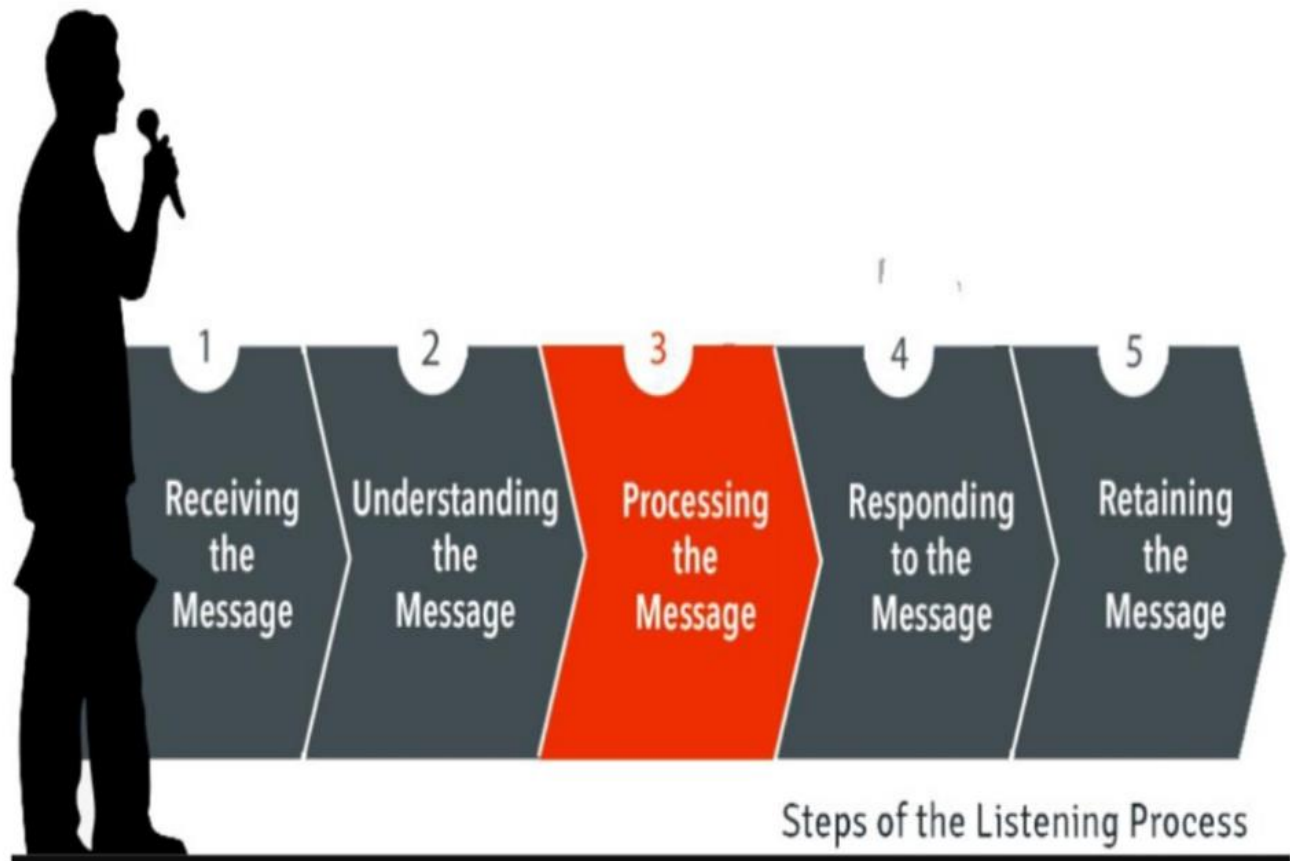 1
2
3
4
5
Receiving
the
Message
Understanding
the
Message
Processing
the
Message
Responding
to the
Message
Retaining
the
Message
Steps of the Listening Process